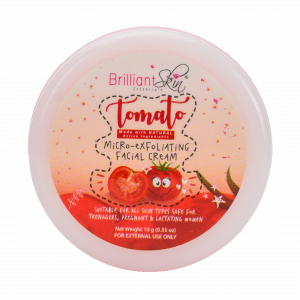 Brilliant Skin
Essentials
tomato
Made with NATURAL
Active Ingredients
MiCRO-EXFOLiATiNG
FACiAL CREAM
SUiTABLE FOR ALL SKiN TYPES SAFE FOR
TEENAGERS, PREGNANT & LACTATiNG WOMEN
Net Weight 10 g (0.35 oz)
FOR EXTERNAL USE ONLY